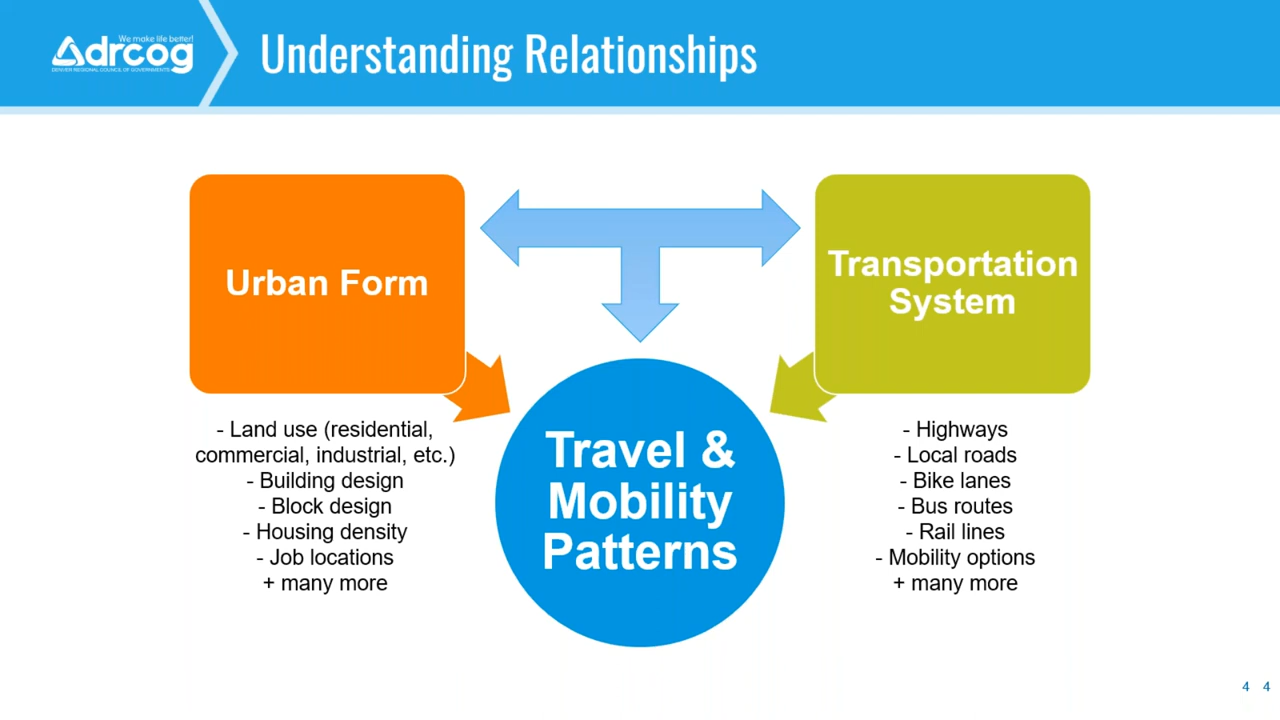 We make life better!
drcog
DENVER REGIONAL COUNCIL OF GOVERNMENTS
Understanding Relationships
Urban Form
Transportation
System
- Land use (residential,
commercial, industrial, etc.)
- Building design
- Block design
- Housing density
- Job locations
+ many more
Travel &
Mobility
Patterns
- Highways
- Local roads
- Bike lanes
- Bus routes
- Rail lines
- Mobility options
+ many more
4 4